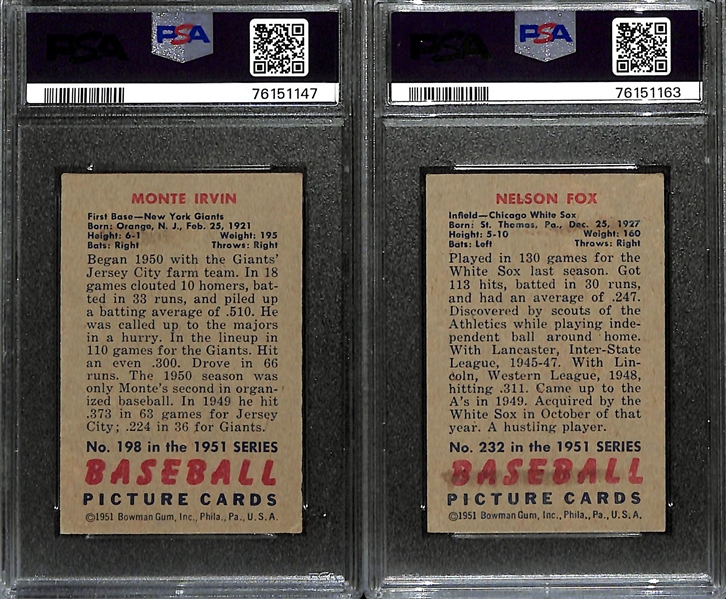 PSA
PSA
76151147
MONTE IRVIN
First Base—New York Giants
Born: Orange, N. J., Feb. 25, 1921
Height: 6-1 Weight: 195
Bats: Right Throws: Right
Began 1950 with the Giants'
Jersey City farm team. In 18
games clouted 10 homers, bat-
ted in 33 runs, and piled up
a batting average of .510. He
was called up to the majors
in a hurry. In the lineup in
110 games for the Giants. Hit
an even .300. Drove in 66
runs. The 1950 season was
only Monte's second in organ-
ized baseball. In 1949 he hit
.373 in 63 games for Jersey
City; .224 in 36 for Giants.
No. 198 in the 1951 SERIES
BASEBALL
PICTURE CARDS
©1951 Bowman Gum, Inc., Phila., Pa., U. S. A.
PSA
PSA
76151163
NELSON FOX
Infield—Chicago White Sox
Born: St. Thomas, Pa., Dec. 25, 1927
Height: 5-10 Weight: 160
Bats: Left Throws: Right
Played in 130 games for the
White Sox last season. Got
113 hits, batted in 30 runs,
and had an average of .247.
Discovered by scouts of the
Athletics while playing inde-
pendent ball around home.
With Lancaster, Inter-State
League, 1945-47. With Lin-
coln, Western League, 1948,
hitting .311. Came up to the
A's in 1949. Acquired by the
White Sox in October of that
year. A hustling player.
No. 232 in the 1951 SERIES
BASEBALL
PICTURE CARDS
©1951 Bowman Gum, Inc., Phila., Pa., U. S. A.